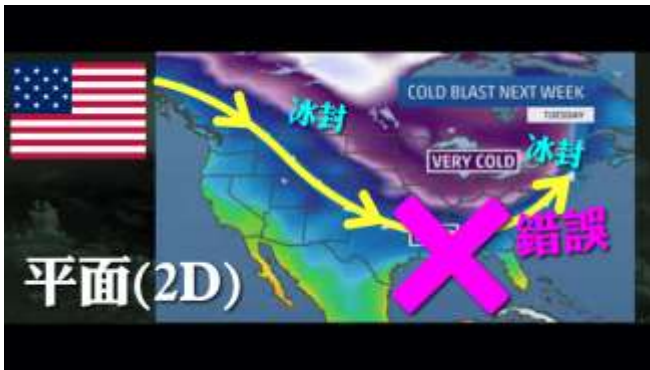 COLD BLAST NEXT WEEK
TUESDAY
冰封
VERY COLD
冰封
錯誤
平面(2D)